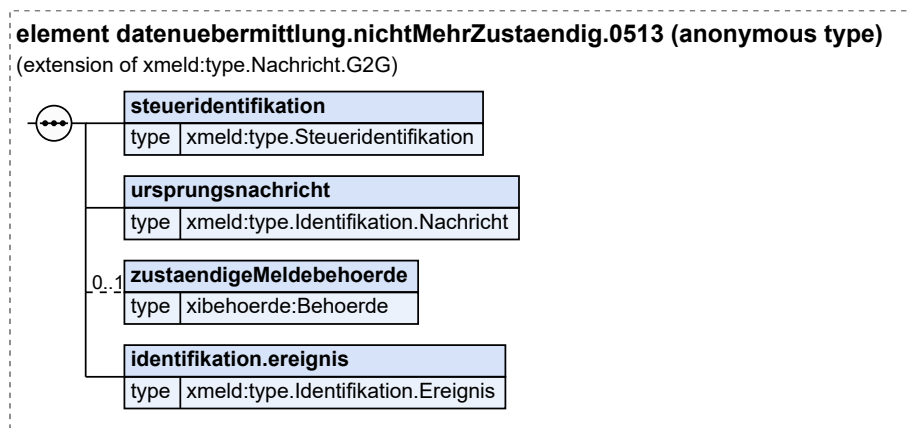 element datenuebermittlung.nichtMehrZustaendig.0513 (anonymous type)
(extension of xmeld:type.Nachricht.G2G)
steueridentifikation
type xmeld:type.Steueridentifikation
ursprungsnachricht
type xmeld:type.Identifikation.Nachricht
0..1 zustaendigeMeldebehoerde
type xibehoerde:Behoerde
identifikation.ereignis
type xmeld:type.Identifikation.Ereignis